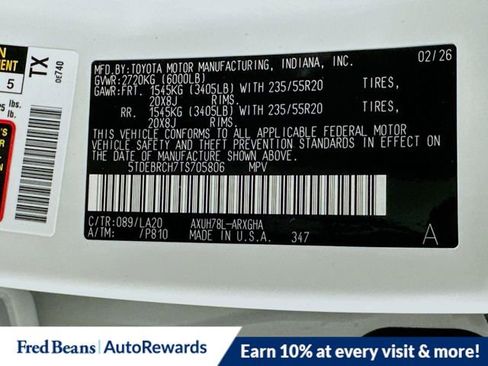 MFD.BY:TOYOTA MOTOR MANUFACTURING, INDIANA, INC. 02/26
GVWR:2720KG (6000LB)
GAWR:FRT. 1545KG (3405LB) WITH 235/55R20 TIRES,
20X8J RIMS.
RR. 1545KG (3405LB) WITH 235/55R20 TIRES,
20X8J RIMS.
THIS VEHICLE CONFORMS TO ALL APPLICABLE FEDERAL MOTOR
VEHICLE SAFETY AND THEFT PREVENTION STANDARDS IN EFFECT
ON THE DATE OF MANUFACTURE SHOWN ABOVE.
5TDEBRCH7TS705806 MPV
C/TR:089/LA20 AXUH78L-ARXGHA
A/TM: /P810 MADE IN U.S.A. 347 A
TX
0E740
5
lbs.
Fred Beans | AutoRewards
Earn 10% at every visit & more!